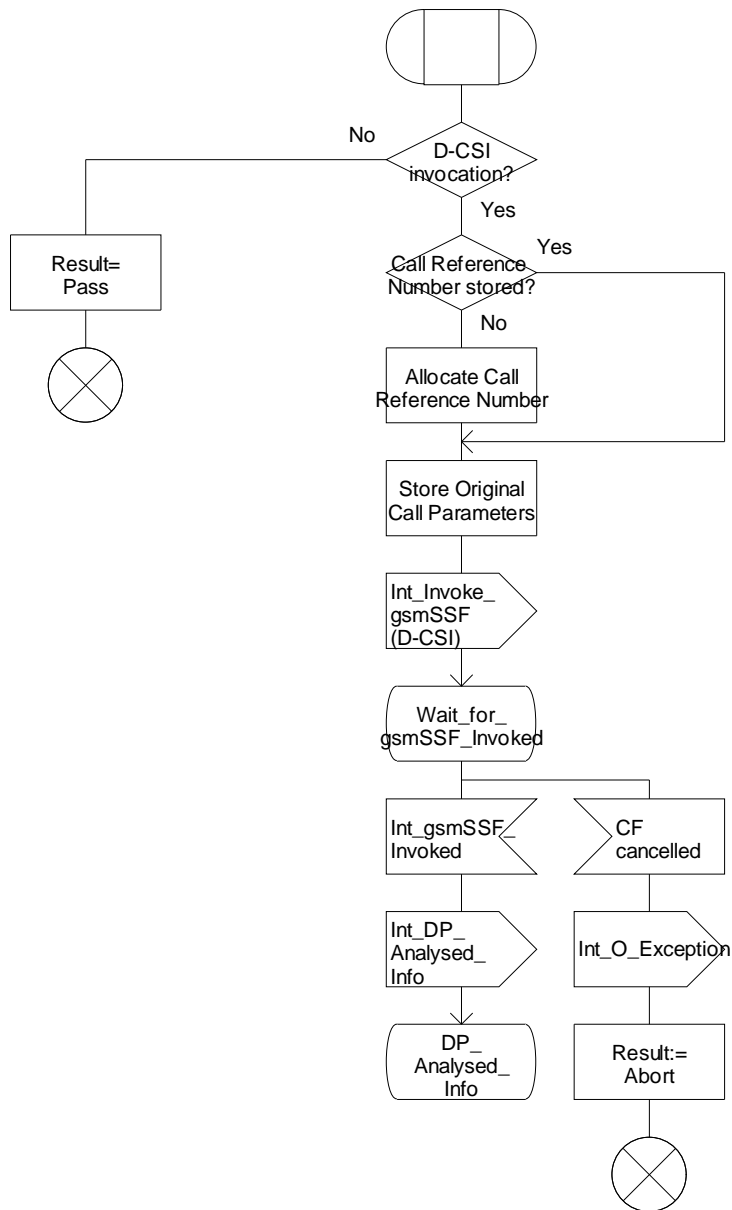 No
D-CSI
invocation?
Yes
Result=
Pass
Call Reference
Number stored?
Yes
No
Allocate Call
Reference Number
Store Original
Call Parameters
Int_Invoke_
gsmSSF
(D-CSI)
Wait_for_
gsmSSF_Invoked
Int_gsmSSF_
Invoked
CF
cancelled
Int_DP_
Analysed_
Info
Int_O_Exception
DP_
Analysed_
Info
Result:=
Abort